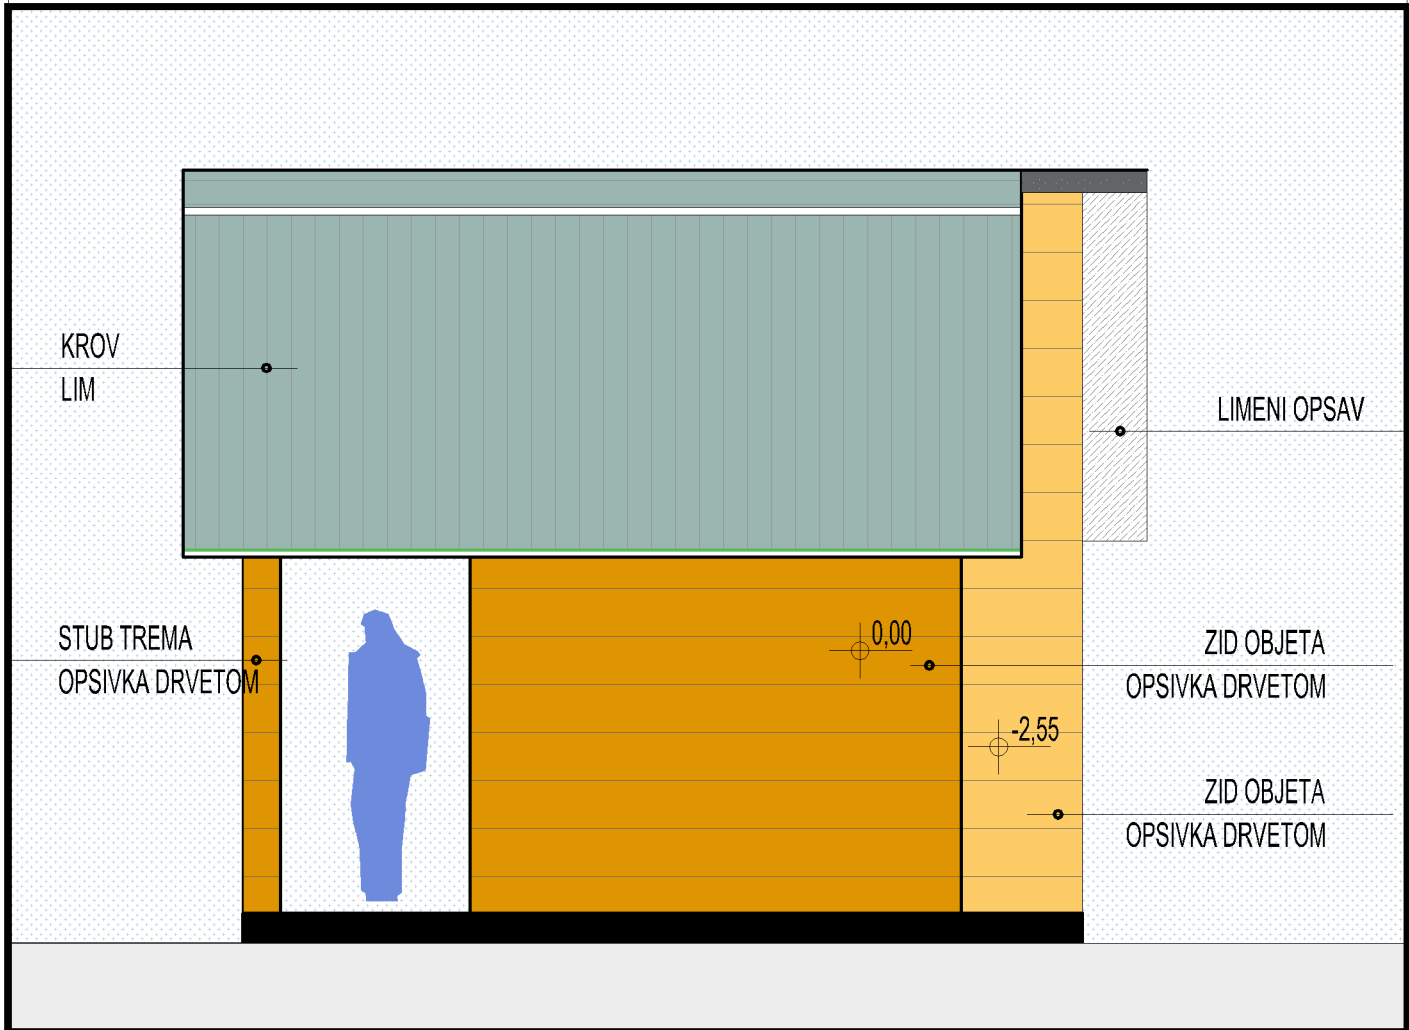 KROV
LIM
LIMENI OPSAV
STUB TREMA
OPSIVKA DRVETOM
0,00
ZID OBJETA
OPSIVKA DRVETOM
-2,55
ZID OBJETA
OPSIVKA DRVETOM